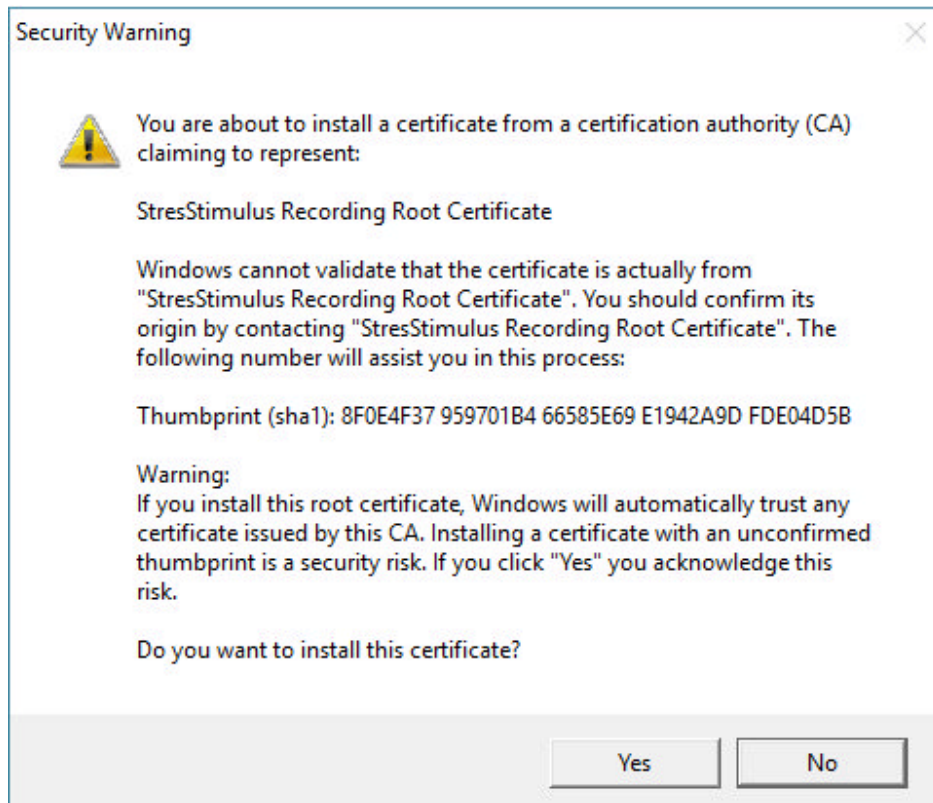 Security Warning
You are about to install a certificate from a certification authority (CA)
claiming to represent:
StresStimulus Recording Root Certificate
Windows cannot validate that the certificate is actually from
"StresStimulus Recording Root Certificate". You should confirm its
origin by contacting "StresStimulus Recording Root Certificate". The
following number will assist you in this process:
Thumbprint (sha1): 8F0E4F37 959701B4 66585E69 E1942A9D FDE04D5B
Warning:
If you install this root certificate, Windows will automatically trust any
certificate issued by this CA. Installing a certificate with an unconfirmed
thumbprint is a security risk. If you click "Yes" you acknowledge this
risk.
Do you want to install this certificate?
Yes
No